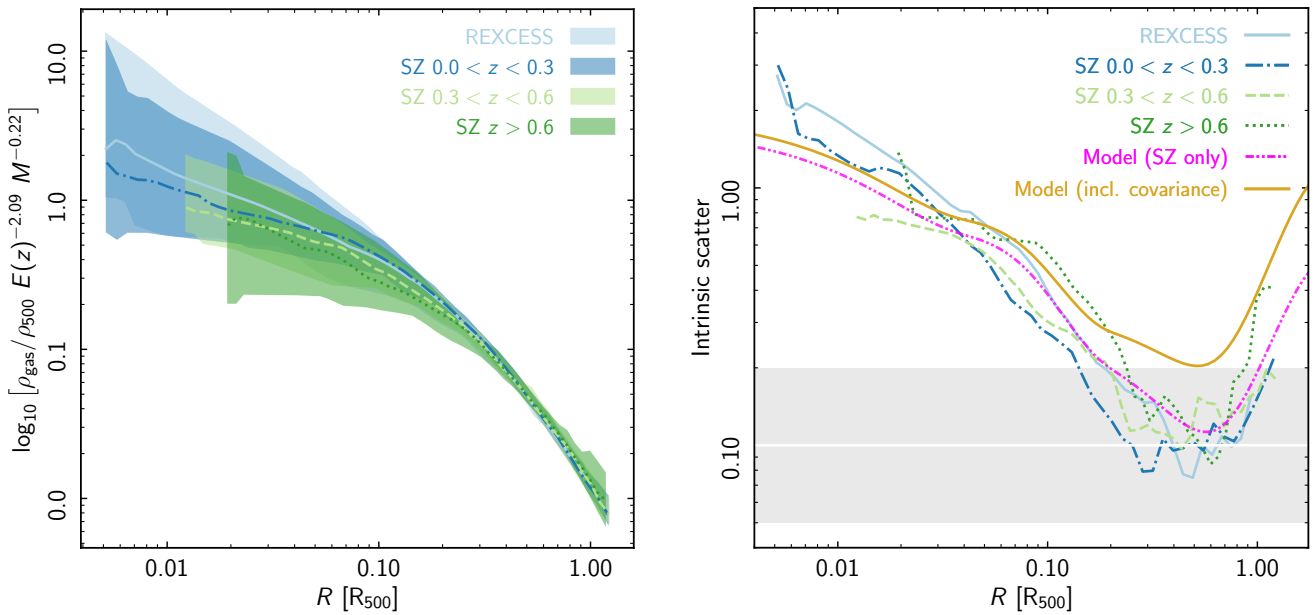 REXCESS
SZ 0.0 < z < 0.3
SZ 0.3 < z < 0.6
SZ z > 0.6
10.0
1.0
0.1
0.0
log₁₀ [ρgas/ρ₅₀₀ E(z)⁻²·⁰⁹ M⁻⁰·²²]
0.01
0.10
1.00
R [R₅₀₀]
REXCESS
SZ 0.0 < z < 0.3
SZ 0.3 < z < 0.6
SZ z > 0.6
Model (SZ only)
Model (incl. covariance)
1.00
0.10
Intrinsic scatter
0.01
0.10
1.00
R [R₅₀₀]